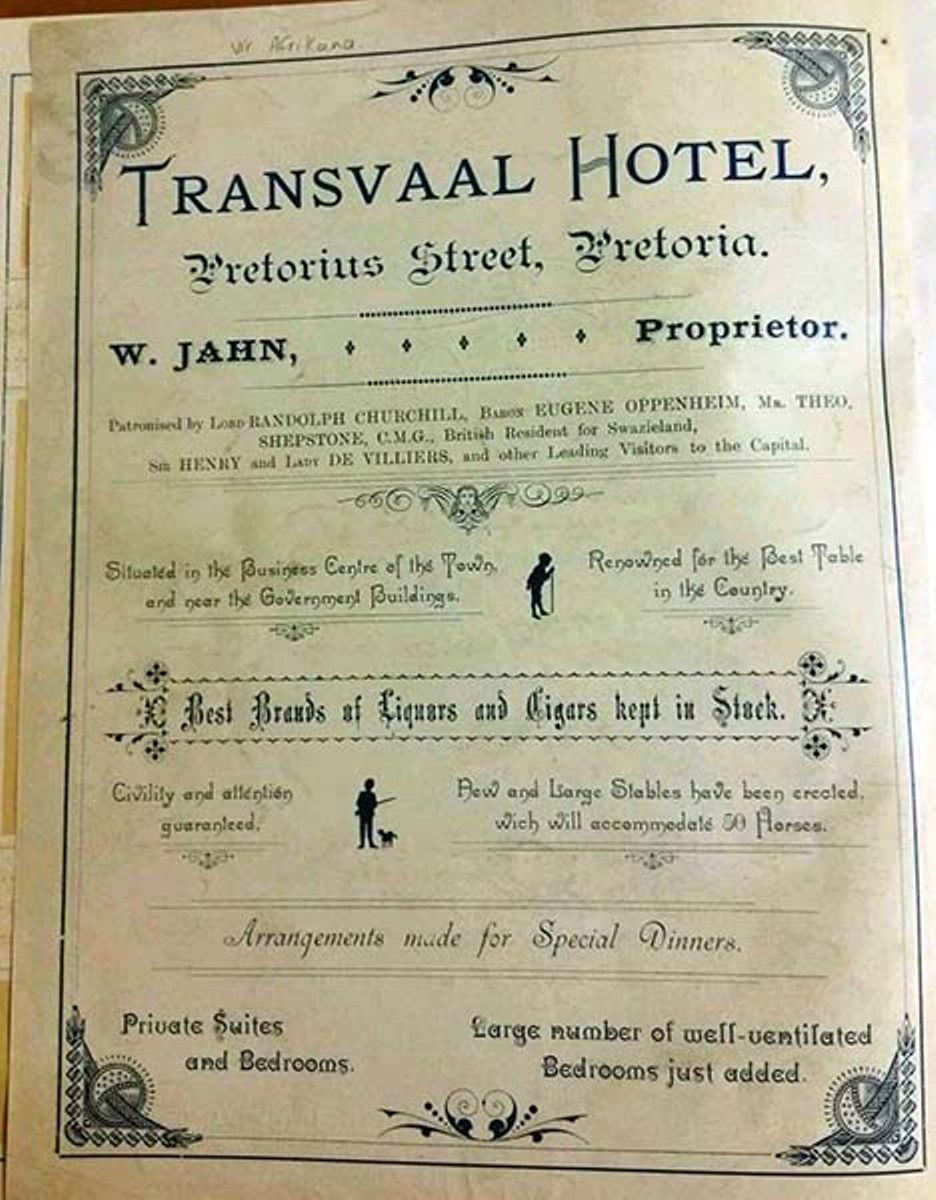 vir Afrikana
TRANSVAAL HOTEL,
Pretorius Street, Pretoria.
W. JAHN, Proprietor.
Patronised by LORD RANDOLPH CHURCHILL, BARON EUGENE OPPENHEIM, MR. THEO.
SHEPSTONE, C.M.G., British Resident for Swazieland,
SIR HENRY and LADY DE VILLIERS, and other Leading Visitors to the Capital.
Situated in the Business Centre of the Town,
and near the Government Buildings.
Renowned for the Best Table
in the Country.
Best Brands of Liquors and Cigars kept in Stock.
Civility and attention
guaranteed.
New and Large Stables have been erected,
wich will accommodate 50 Horses.
Arrangements made for Special Dinners.
Private Suites
and Bedrooms.
Large number of well-ventilated
Bedrooms just added.